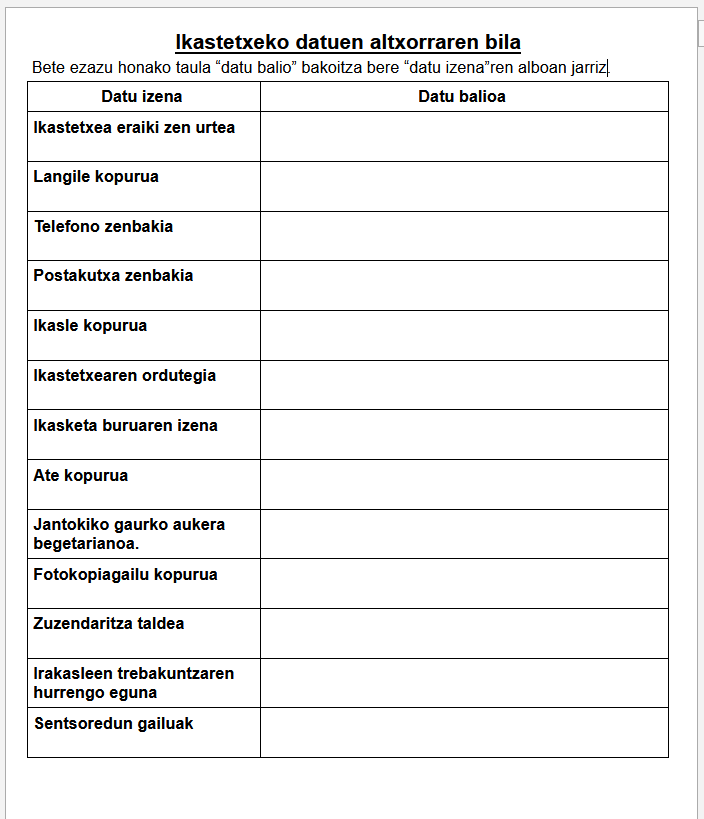 Ikastetxeko datuen altxorraren bila
Bete ezazu honako taula “datu balio” bakoitza bere “datu izena”ren alboan jarriz.
Datu izena Datu balioa
Ikastetxea eraiki zen urtea
Langile kopurua
Telefono zenbakia
Postakutxa zenbakia
Ikasle kopurua
Ikastetxearen ordutegia
Ikasketa buruaren izena
Ate kopurua
Jantokiko gaurko aukera
begetarianoa.
Fotokopiagailu kopurua
Zuzendaritza taldea
Irakasleen trebakuntzaren
hurrengo eguna
Sentsoredun gailuak